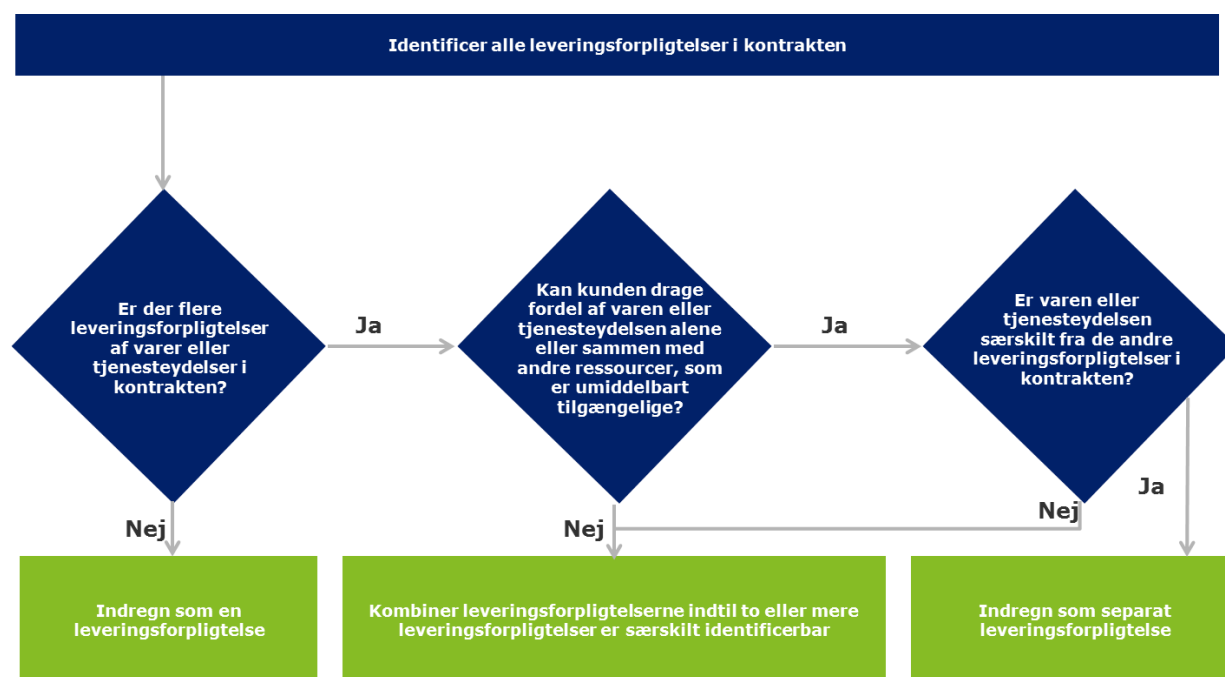 Identificer alle leveringsforpligtelser i kontrakten
Er der flere
leveringsforpligtelser
af varer eller
tjenesteydelser i
kontrakten?
Ja
Kan kunden drage
fordel af varen eller
tjenesteydelsen alene
eller sammen med
andre ressourcer, som
er umiddelbart
tilgængelige?
Ja
Er varen eller
tjenesteydelsen
særskilt fra de andre
leveringsforpligtelser i
kontrakten?
Nej
Nej
Nej
Ja
Indregn som en
leveringsforpligtelse
Kombiner leveringsforpligtelserne indtil to eller mere
leveringsforpligtelser er særskilt identificerbar
Indregn som separat
leveringsforpligtelse